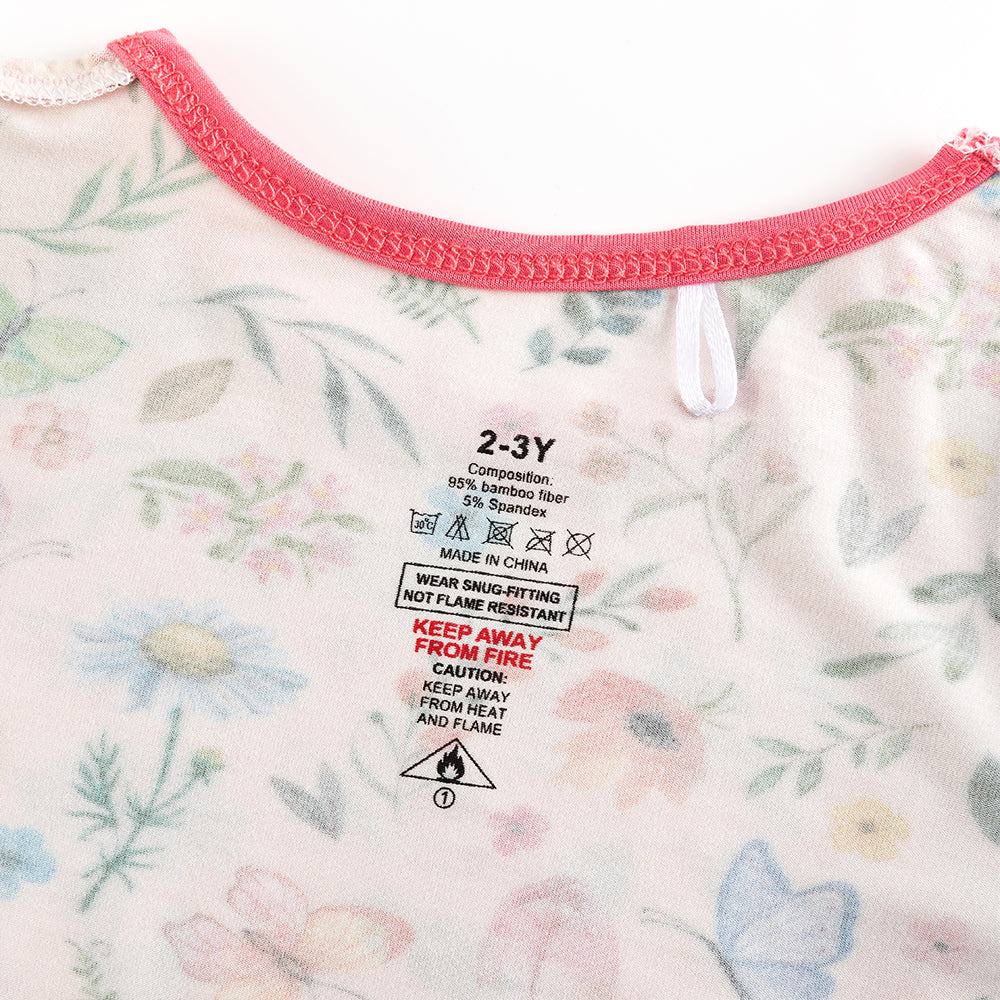 2-3Y
Composition:
95% bamboo fiber
5% Spandex
30°C
MADE IN CHINA
WEAR SNUG-FITTING
NOT FLAME RESISTANT
KEEP AWAY
FROM FIRE
CAUTION:
KEEP AWAY
FROM HEAT
AND FLAME
1